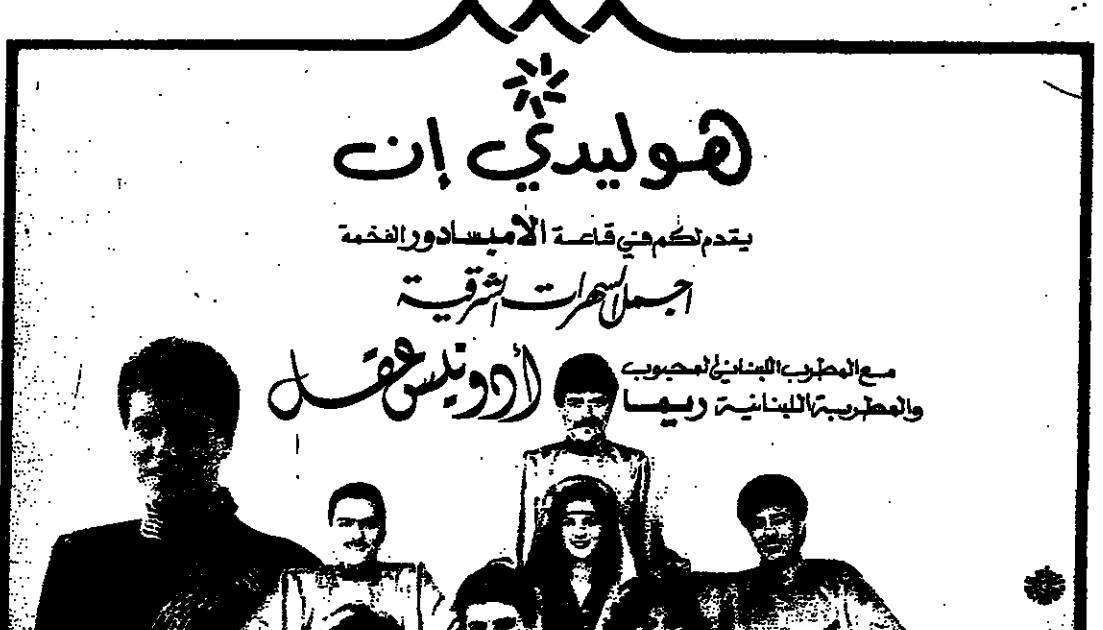 هوليدي إن
يقدم لكم في قاعة الامبسادور الفخمة
اجمل السهرات الشرقية
مع المطرب اللبناني المحبوب أدونيس عقل
والمطربة اللبنانية ريما